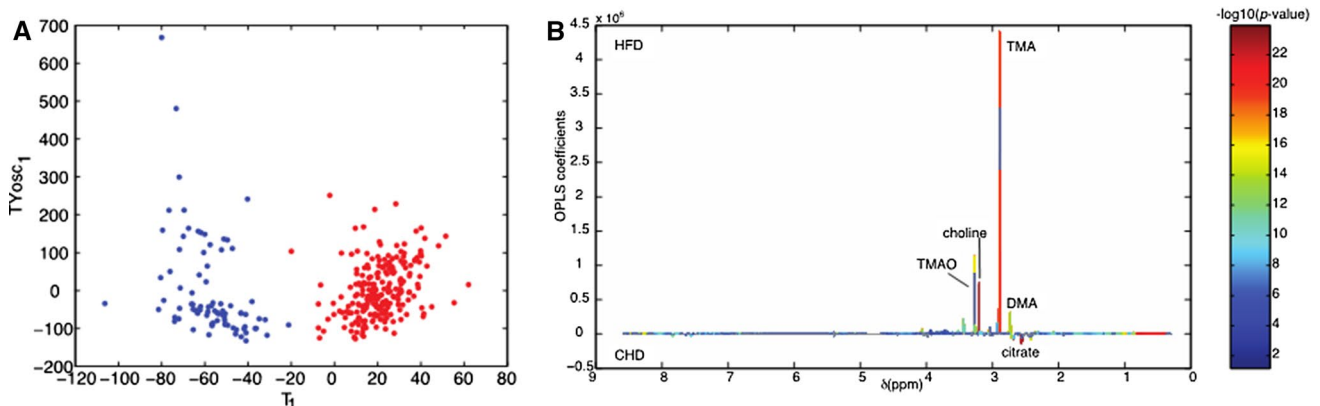 A
700
600
500
400
300
200
100
0
−100
−200
TYosc1
−120 −100 −80 −60 −40 −20 0 20 40 60 80
T1
B
4.5 x 10^6
4
3.5
3
2.5
2
1.5
1
0.5
0
−0.5
OPLS coefficients
HFD
TMA
choline
TMAO
DMA
CHD
citrate
9 8 7 6 5 4 3 2 1 0
δ(ppm)
-log10(p-value)
22
20
18
16
14
12
10
8
6
4
2